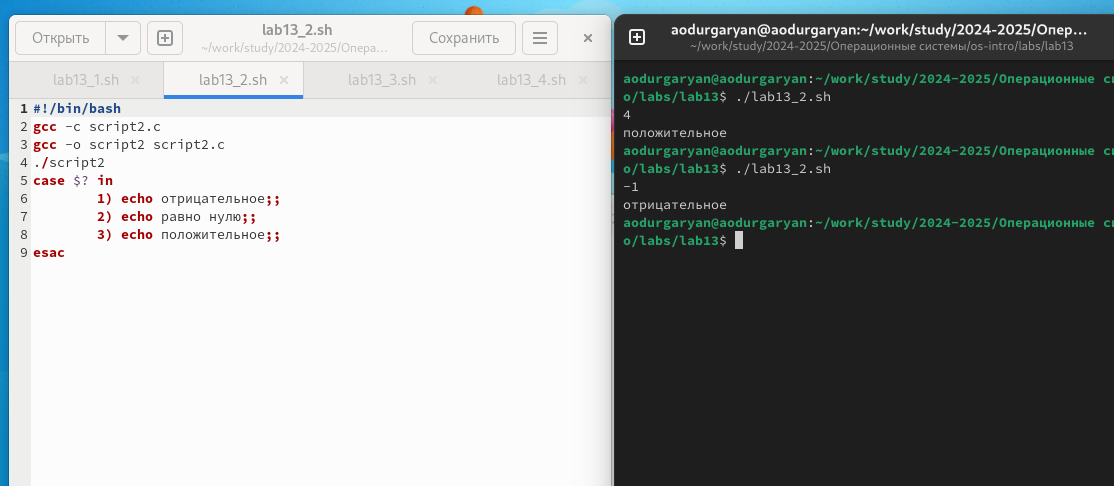 Открыть
lab13_2.sh
~/work/study/2024-2025/Опера…
Сохранить
lab13_1.sh
lab13_2.sh
lab13_3.sh
lab13_4.sh
1 #!/bin/bash
2 gcc -c script2.c
3 gcc -o script2 script2.c
4 ./script2
5 case $? in
6 1) echo отрицательное;;
7 2) echo равно нулю;;
8 3) echo положительное;;
9 esac
aodurgaryan@aodurgaryan:~/work/study/2024-2025/Опер…
~/work/study/2024-2025/Операционные системы/os-intro/labs/lab13
aodurgaryan@aodurgaryan:~/work/study/2024-2025/Операционные си
o/labs/lab13$ ./lab13_2.sh
4
положительное
aodurgaryan@aodurgaryan:~/work/study/2024-2025/Операционные си
o/labs/lab13$ ./lab13_2.sh
-1
отрицательное
aodurgaryan@aodurgaryan:~/work/study/2024-2025/Операционные си
o/labs/lab13$